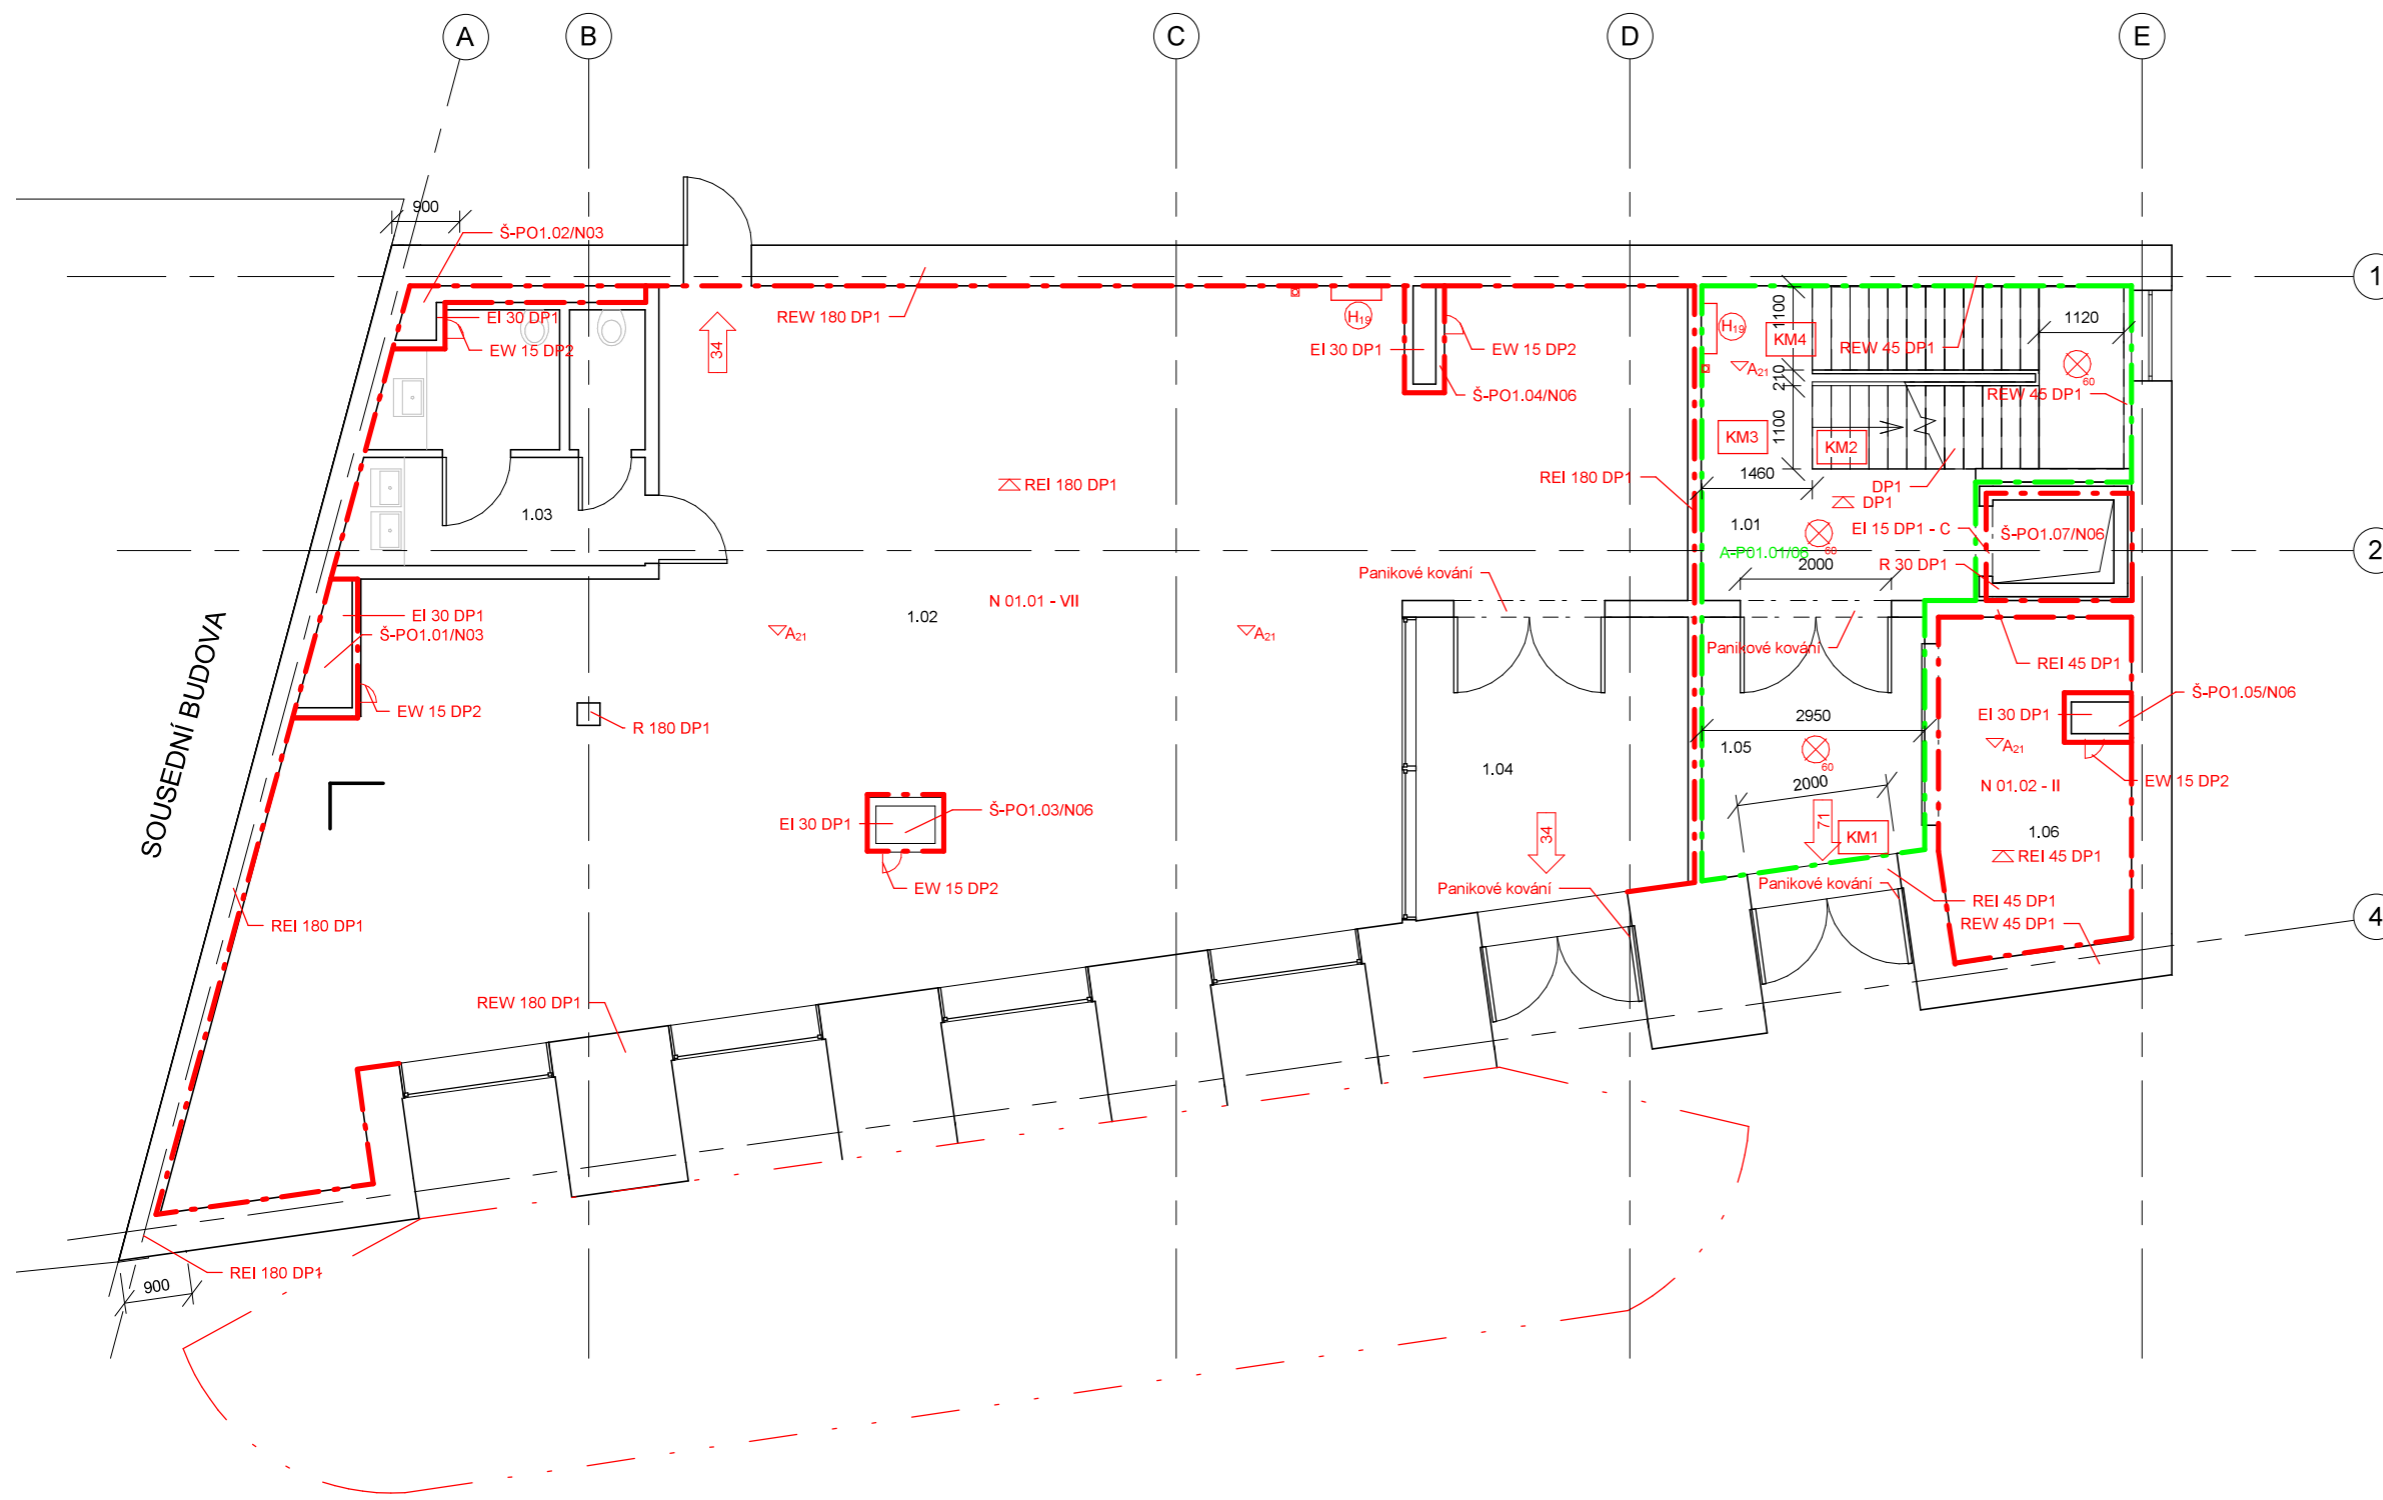 A
B
C
D
E
900
Š-PO1.02/N03
1
EI 30 DP1
REW 180 DP1
H19
H19
1100
KM4
1120
REW 45 DP1
34
EW 15 DP2
EI 30 DP1
EW 15 DP2
A21
210
60
Š-PO1.04/N06
REW 45 DP1
KM3
1100
KM2
1460
REI 180 DP1
REI 180 DP1
DP1
DP1
1.03
1.01
EI 15 DP1 - C
Š-PO1.07/N06
A-P01.01/06
60
2
2000
R 30 DP1
Panikové kování
N 01.01 - VII
1.02
EI 30 DP1
Š-PO1.01/N03
A21
A21
Panikové kování
REI 45 DP1
SOUSEDNÍ BUDOVA
EW 15 DP2
R 180 DP1
Š-PO1.05/N06
2950
EI 30 DP1
1.05
A21
60
1.04
2000
N 01.02 - II
EW 15 DP2
EI 30 DP1
Š-PO1.03/N06
34
71
KM1
1.06
REI 45 DP1
EW 15 DP2
Panikové kování
Panikové kování
REI 45 DP1
REW 45 DP1
4
REI 180 DP1
REW 180 DP1
REI 180 DP1
900